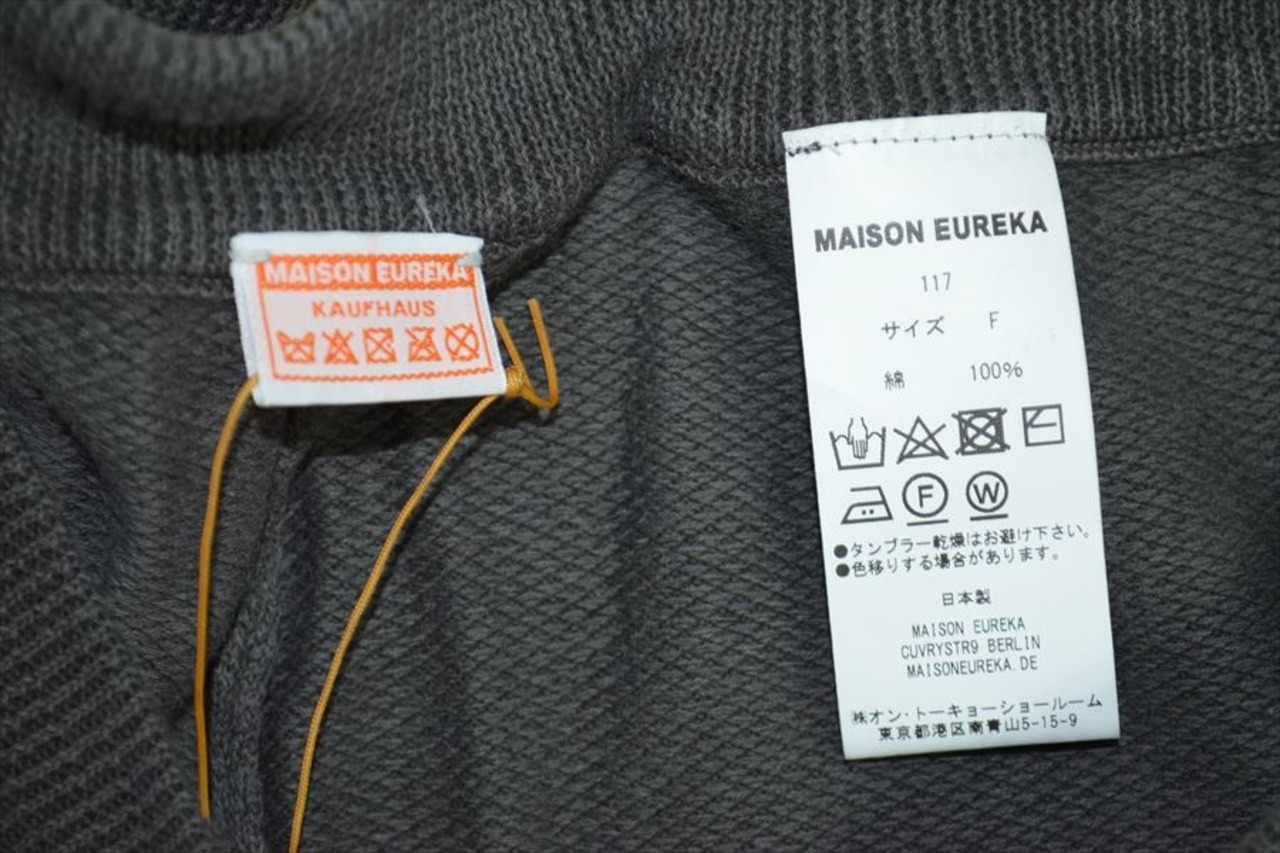 MAISON EUREKA
KAUFHAUS
MAISON EUREKA
117
サイズ F
綿 100%
F W
●タンブラー乾燥はお避け下さい。
●色移りする場合があります。
日本製
MAISON EUREKA
CUVRYSTR9 BERLIN
MAISONEUREKA.DE
㈱オン・トーキョーショールーム
東京都港区南青山5-15-9